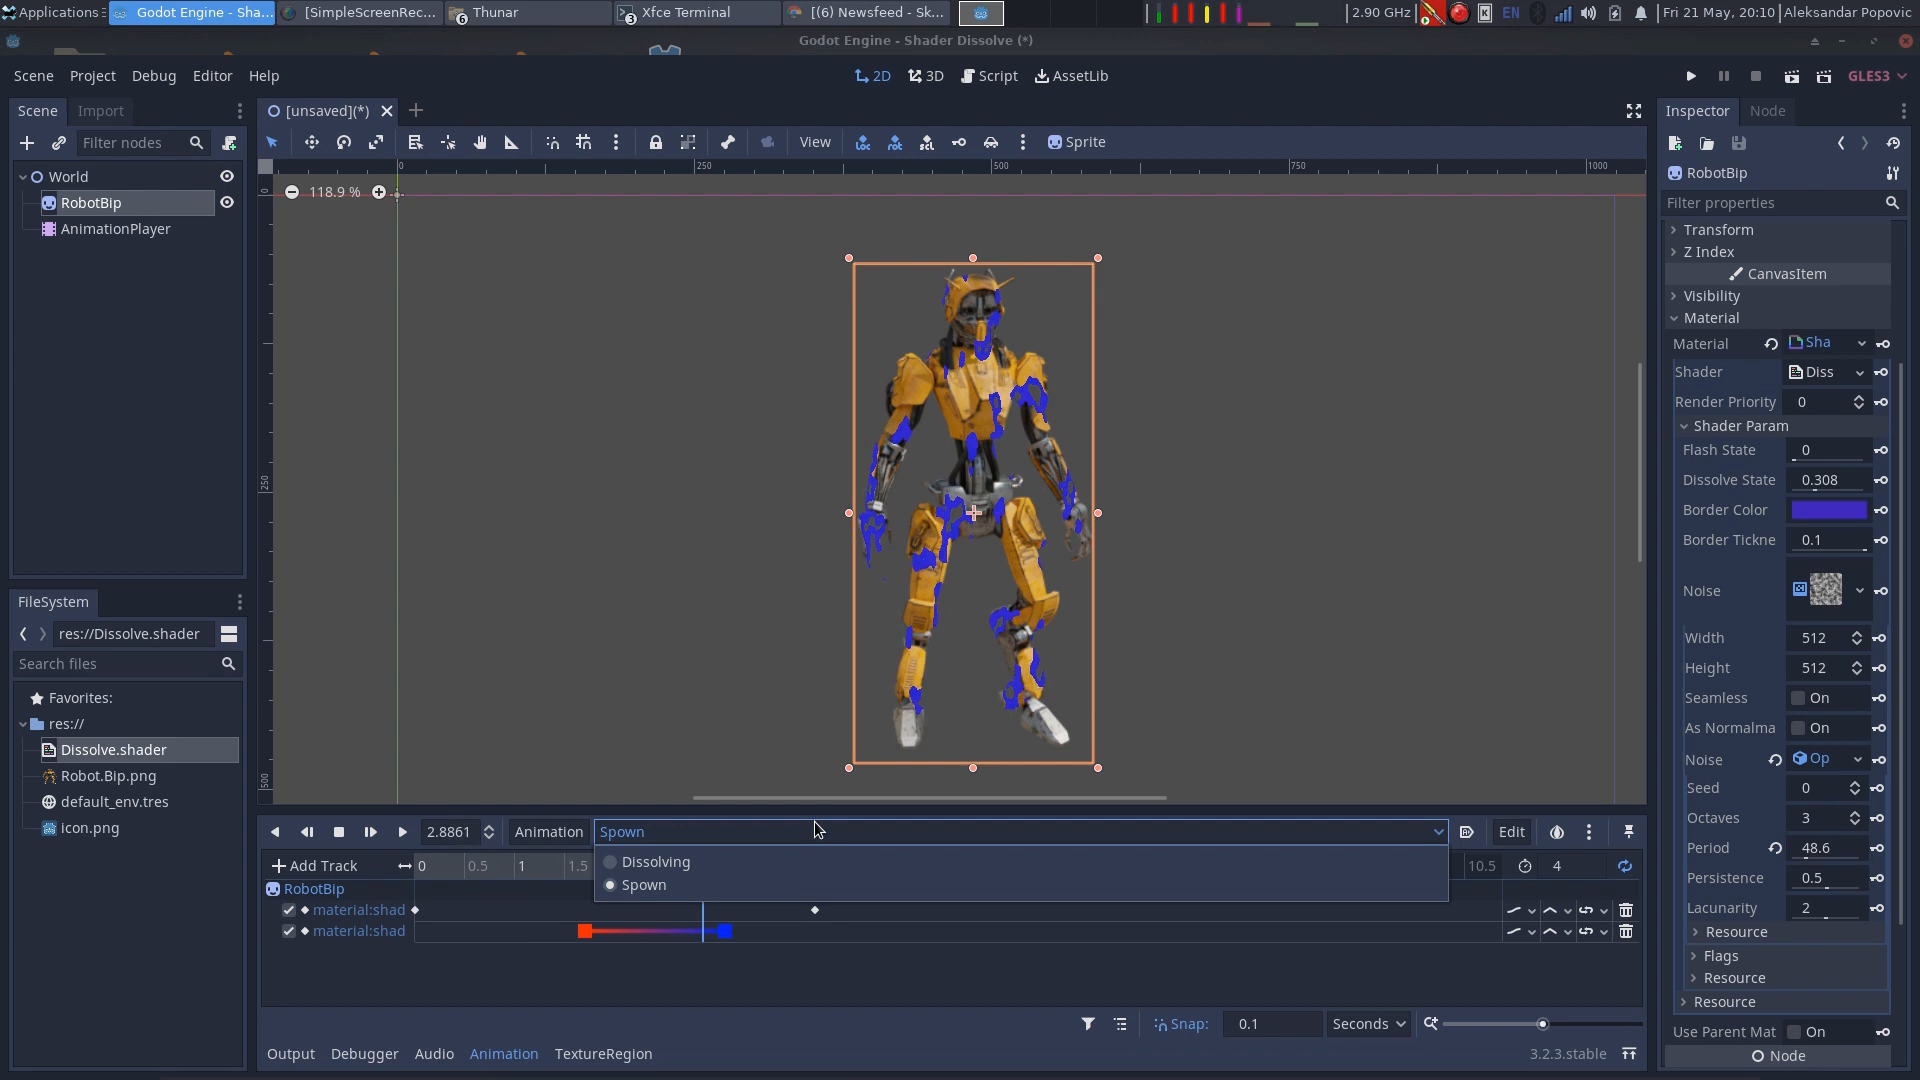 Applications
Godot Engine - Sha...
[SimpleScreenRec...
6 Thunar
3 Xfce Terminal
[(6) Newsfeed - Sk...
2.90 GHz
EN
Fri 21 May, 20:10
Aleksandar Popovic
Godot Engine - Shader Dissolve (*)
Scene Project Debug Editor Help
2D 3D Script AssetLib
GLES3
Scene Import
[unsaved](*)
Inspector Node
Filter nodes
View
Sprite
World
RobotBip
AnimationPlayer
0 250 500 750 1000
118.9 %
0
250
500
RobotBip
Filter properties
Transform
Z Index
CanvasItem
Visibility
Material
Material Sha
Shader Diss
Render Priority 0
Shader Param
Flash State 0
Dissolve State 0.308
Border Color
Border Tickne 0.1
Noise
Width 512
Height 512
Seamless On
As Normalma On
Noise Op
Seed 0
Octaves 3
Period 48.6
Persistence 0.5
Lacunarity 2
Resource
Flags
Resource
Resource
Use Parent Mat On
Node
FileSystem
res://Dissolve.shader
Search files
Favorites:
res://
Dissolve.shader
Robot.Bip.png
default_env.tres
icon.png
2.8861 Animation Spown Edit
Add Track 0 0.5 1 1.5 10.5 4
Dissolving
Spown
RobotBip
material:shad
material:shad
Snap: 0.1 Seconds
Output Debugger Audio Animation TextureRegion 3.2.3.stable